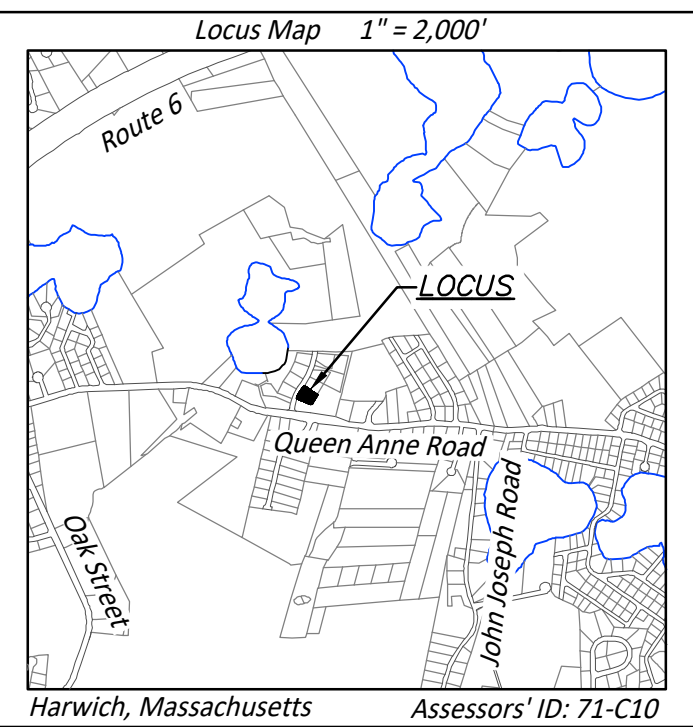 Locus Map 1" = 2,000'
Route 6
LOCUS
Queen Anne Road
John Joseph Road
Oak Street
Harwich, Massachusetts Assessors' ID: 71-C10